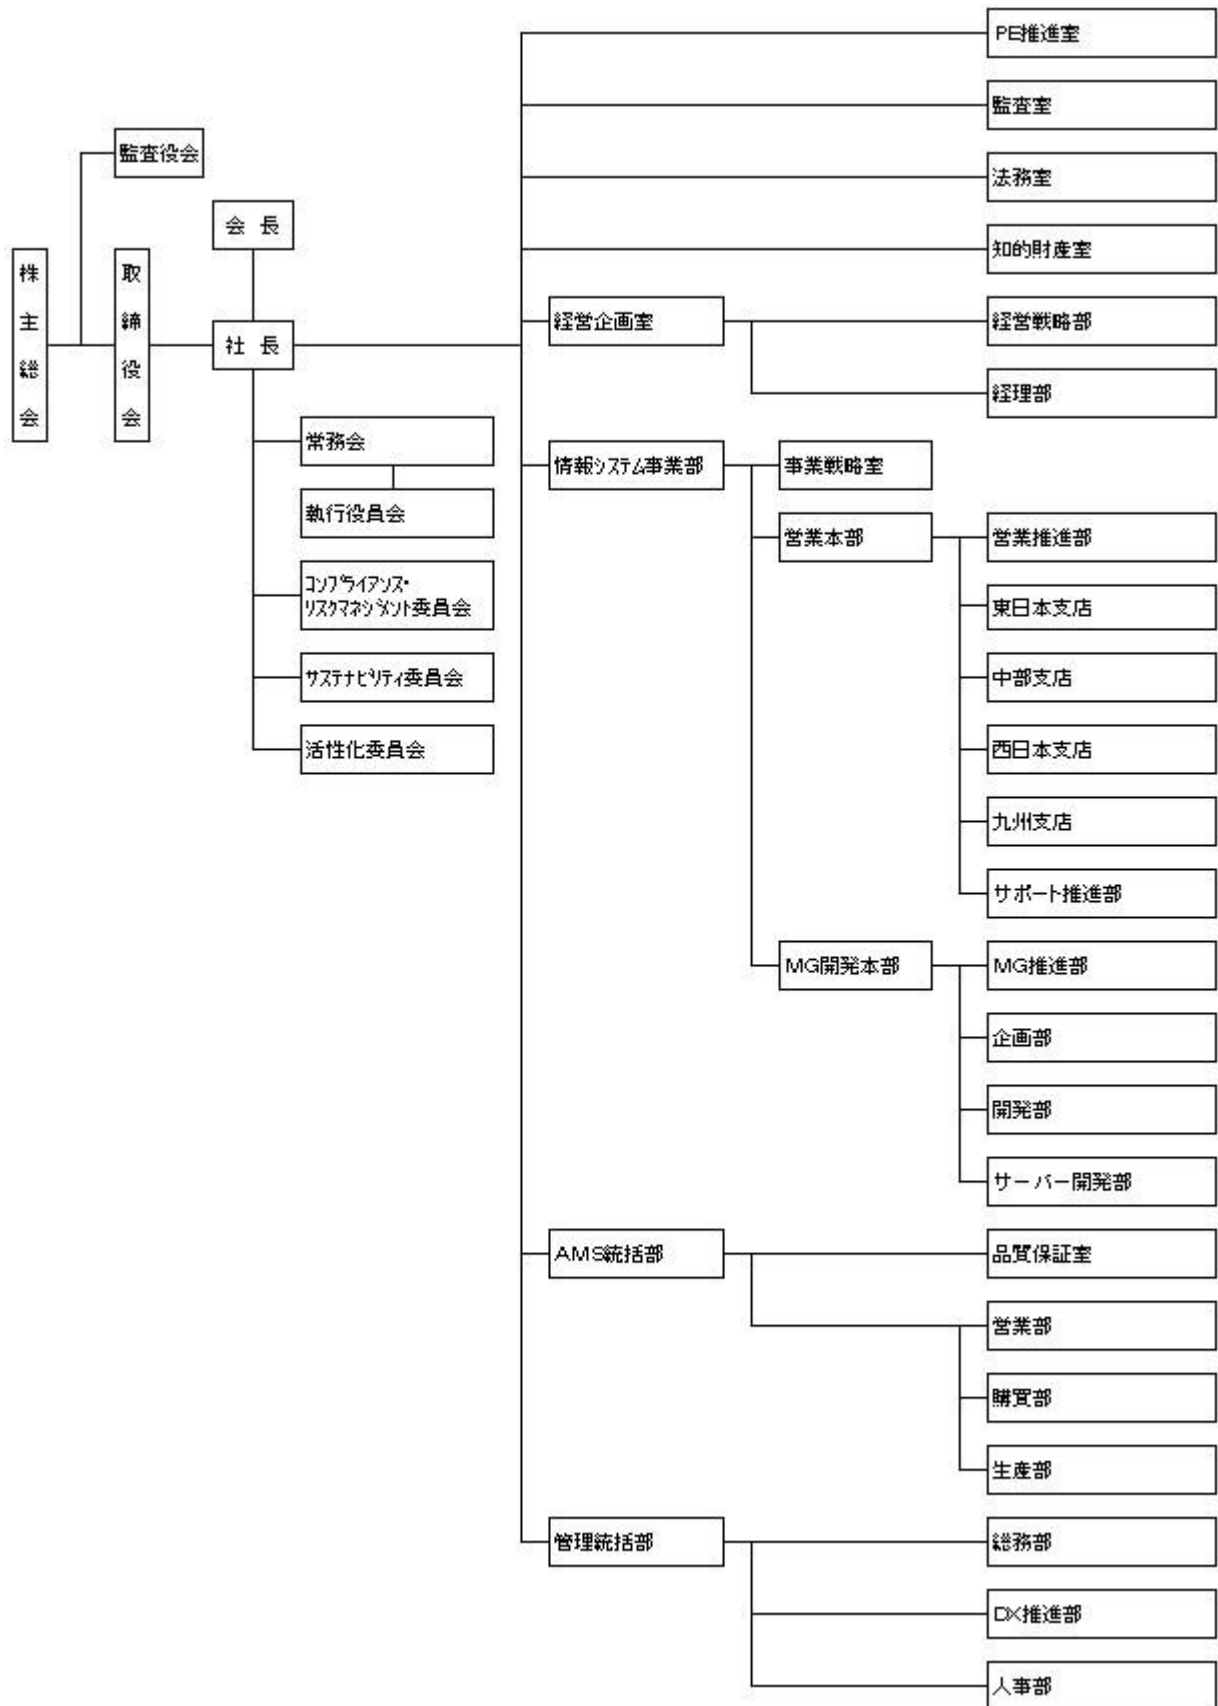 株主総会
監査役会
取締役会
会 長
社 長
常務会
執行役員会
コンプライアンス・
リスクマネジメント委員会
サステナビリティ委員会
活性化委員会
PE推進室
監査室
法務室
知的財産室
経営企画室
経営戦略部
経理部
情報システム事業部
事業戦略室
営業本部
営業推進部
東日本支店
中部支店
西日本支店
九州支店
サポート推進部
MG開発本部
MG推進部
企画部
開発部
サーバー開発部
AMS統括部
品質保証室
営業部
購買部
生産部
管理統括部
総務部
DX推進部
人事部